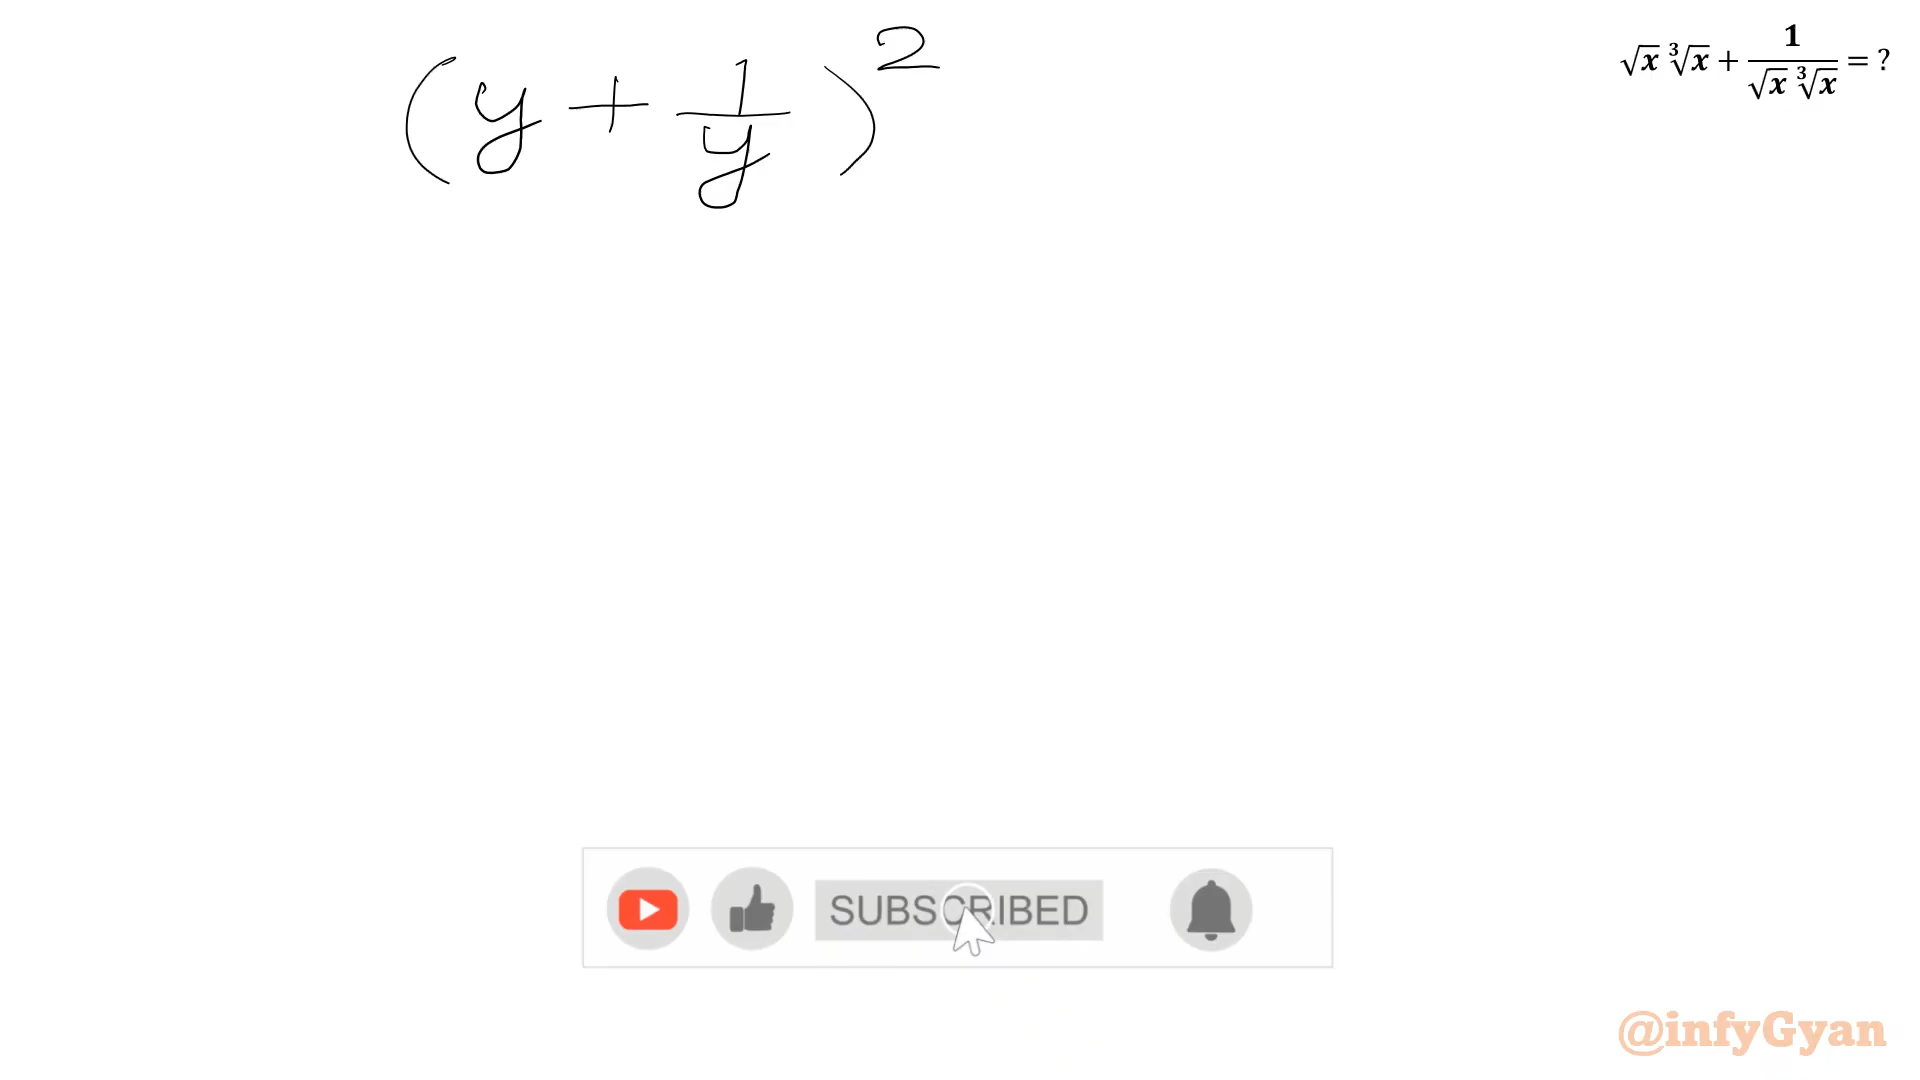 (y + 1/y)^2
√x ∛x + 1/(√x ∛x) = ?
SUBSCRIBED
@infyGyan